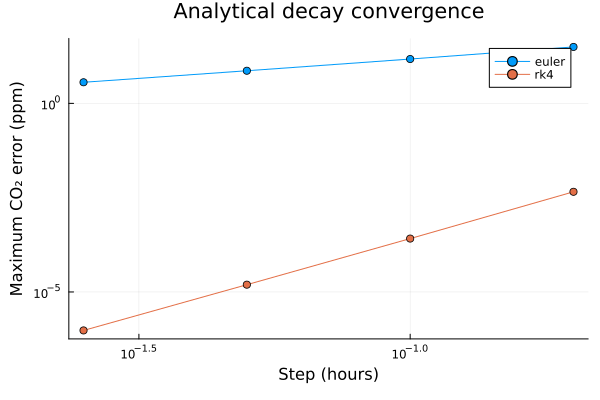 Analytical decay convergence
Maximum CO₂ error (ppm)
10⁰
10⁻⁵
euler
rk4
10⁻¹·⁵
10⁻¹·⁰
Step (hours)